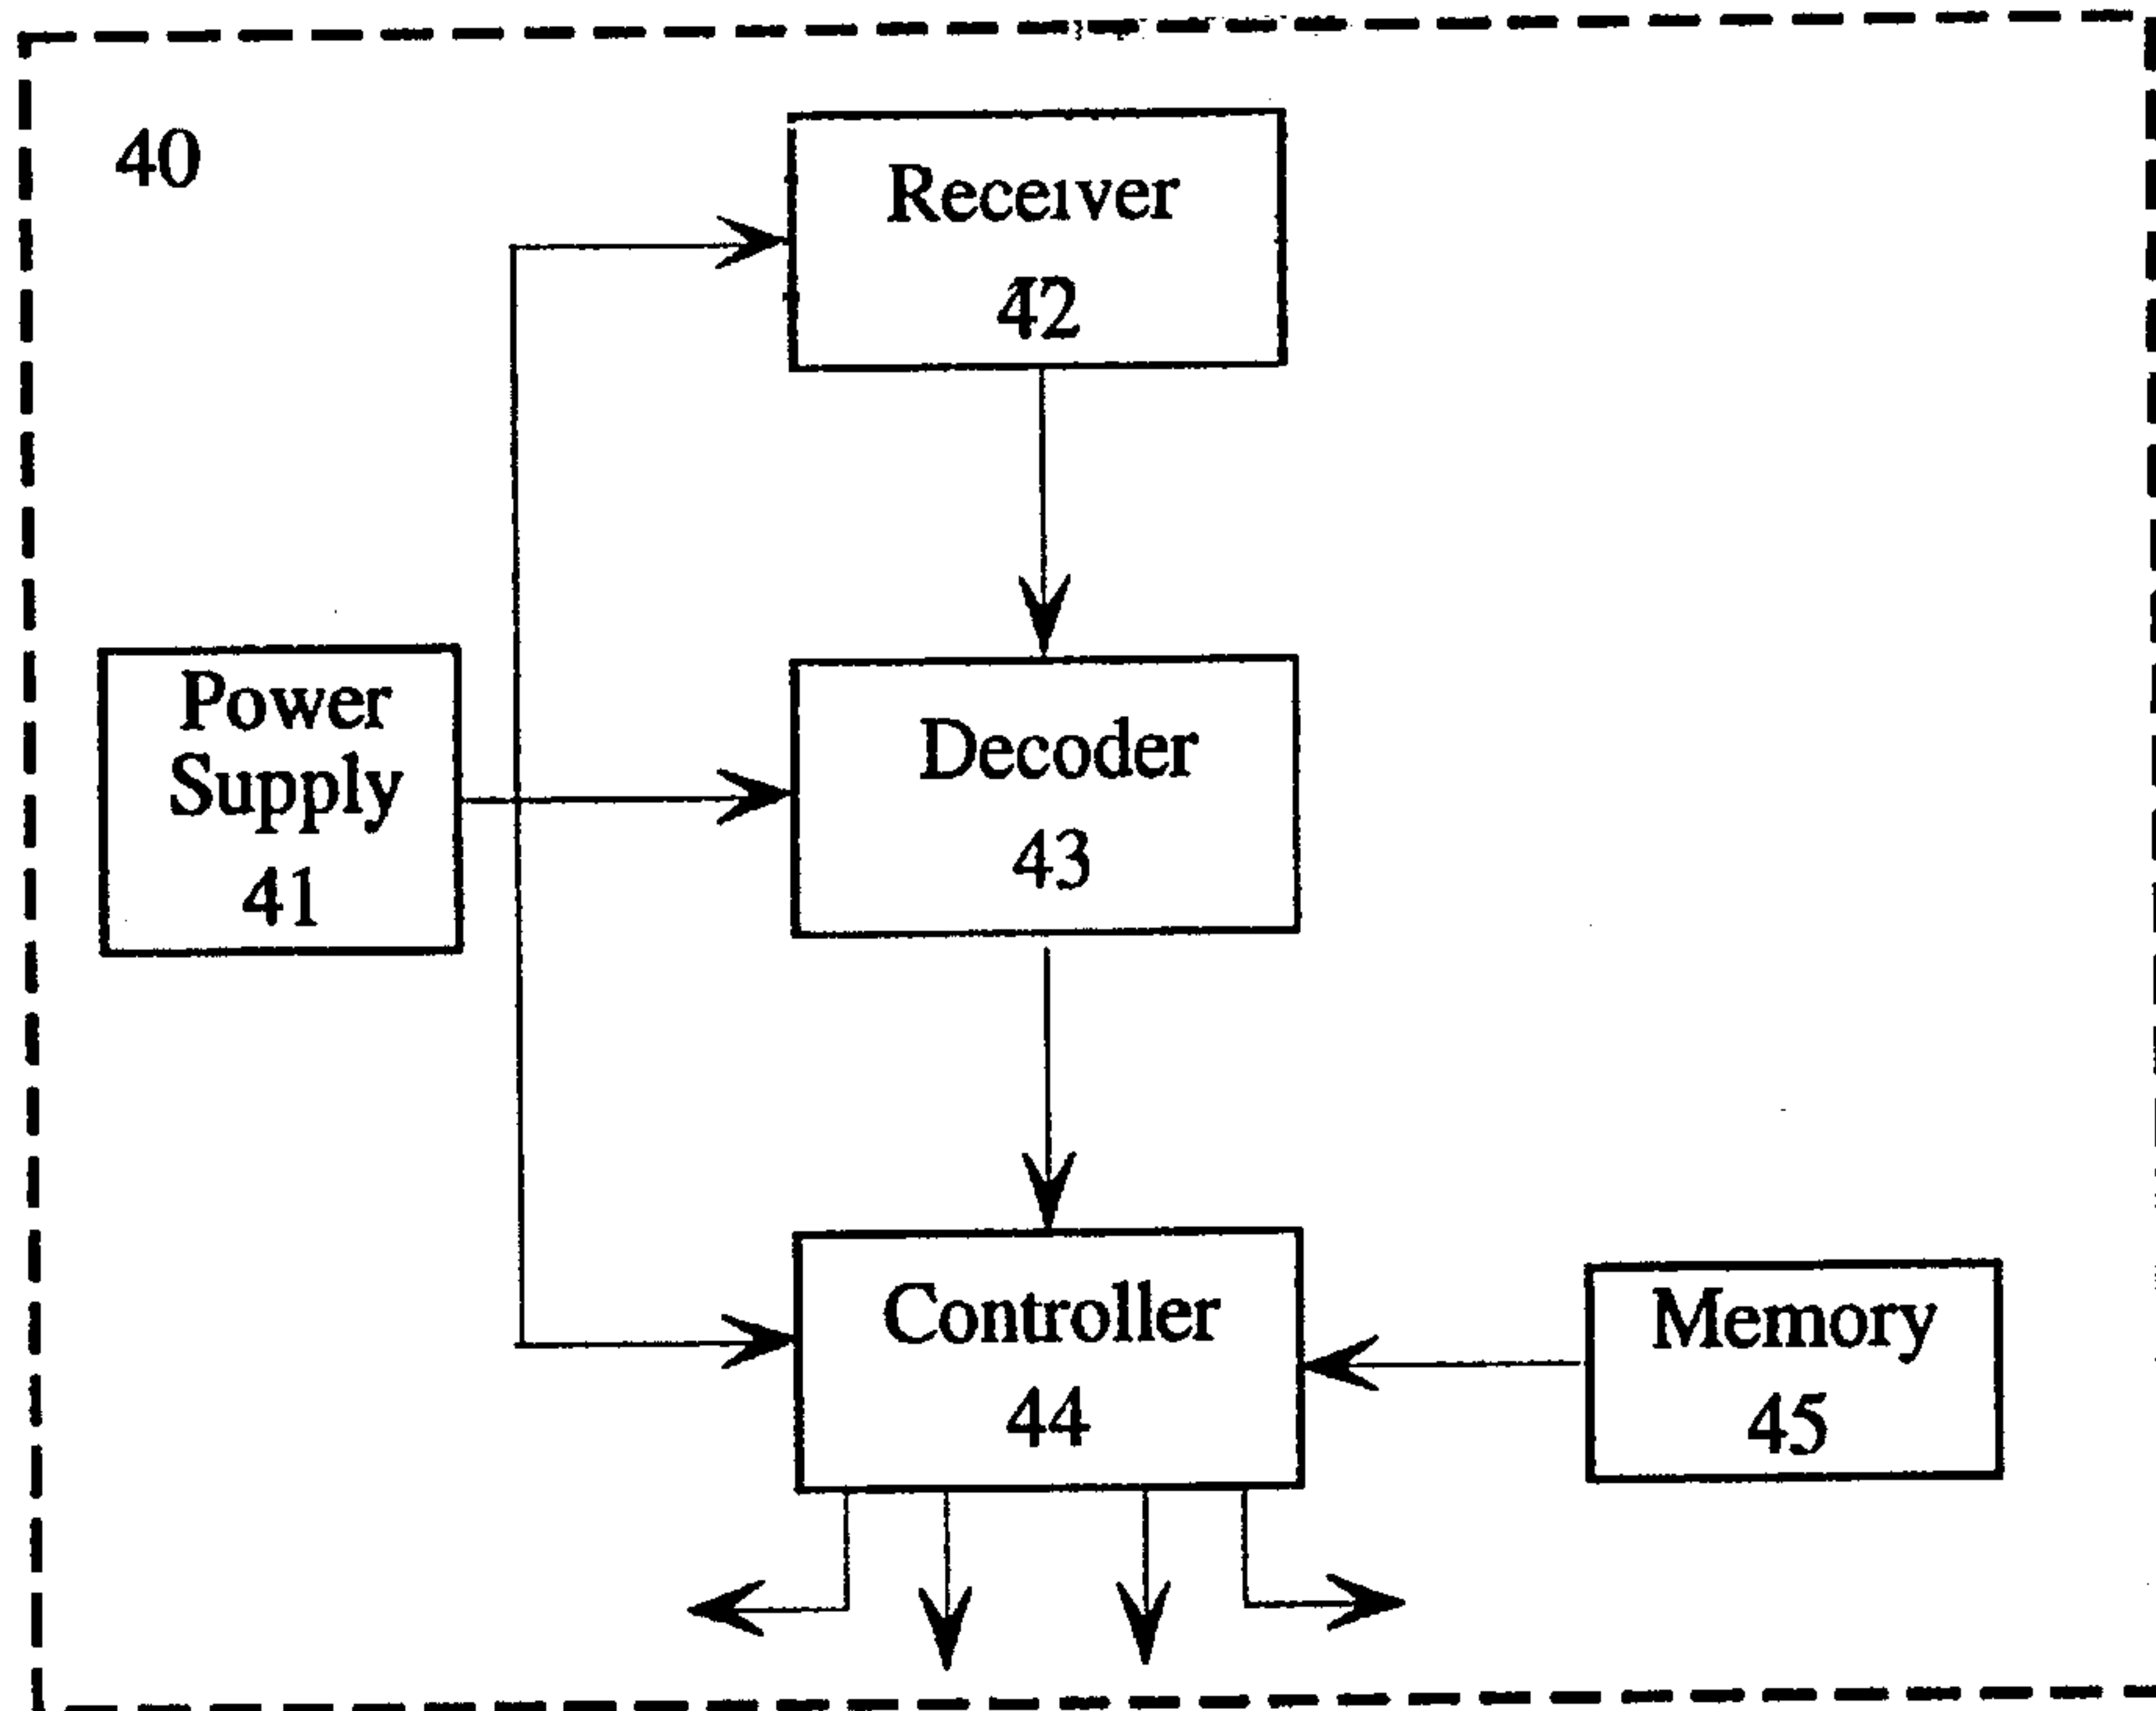 40
Receiver
42
Power
Supply
41
Decoder
43
Controller
44
Memory
45